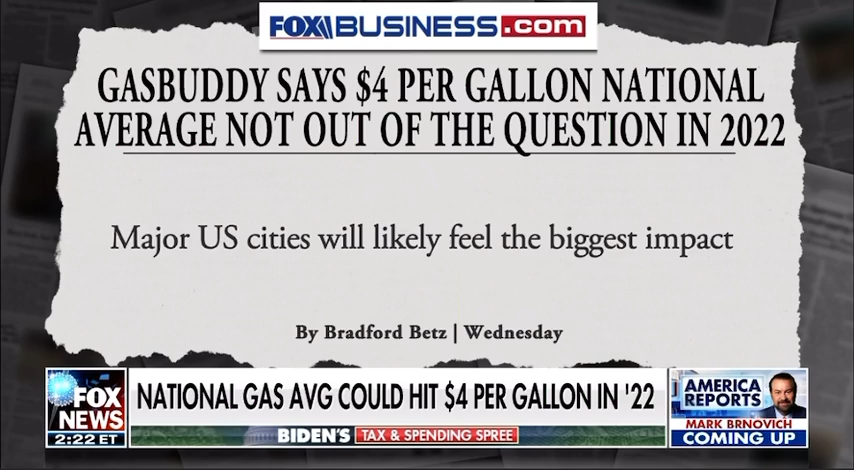 FOX BUSINESS.com
GASBUDDY SAYS $4 PER GALLON NATIONAL
AVERAGE NOT OUT OF THE QUESTION IN 2022
Major US cities will likely feel the biggest impact
By Bradford Betz | Wednesday
FOX
NEWS
2:22 ET
NATIONAL GAS AVG COULD HIT $4 PER GALLON IN '22
BIDEN'S TAX & SPENDING SPREE
AMERICA
REPORTS
MARK BRNOVICH
COMING UP